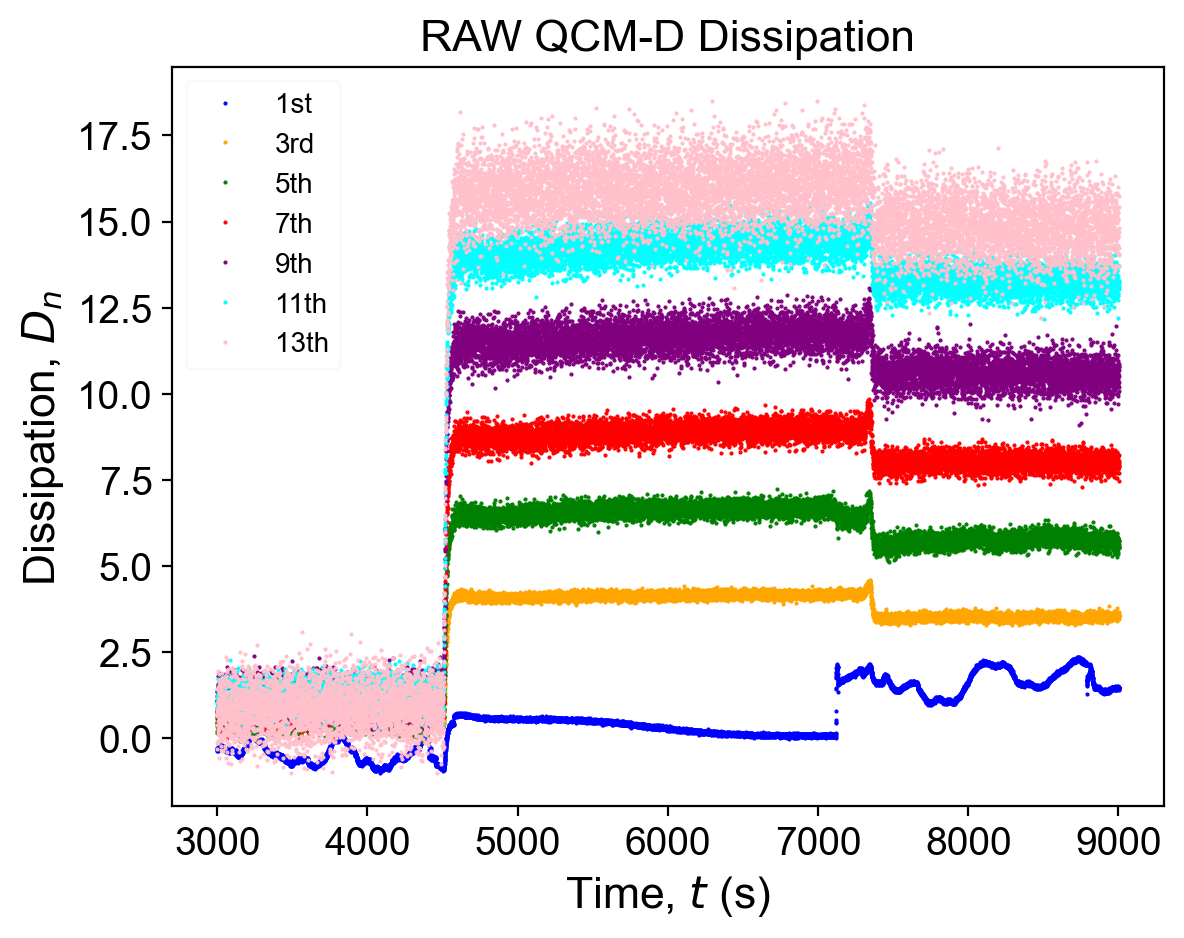 RAW QCM-D Dissipation
1st
3rd
5th
7th
9th
11th
13th
17.5
15.0
12.5
10.0
7.5
5.0
2.5
0.0
Dissipation, Dₙ
3000 4000 5000 6000 7000 8000 9000
Time, t (s)